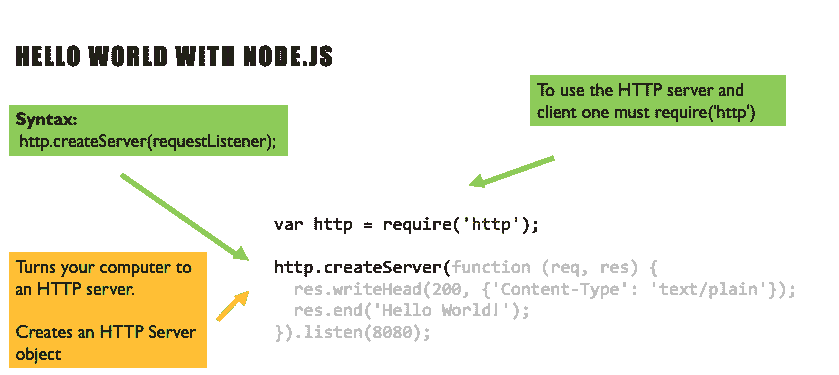 HELLO WORLD WITH NODE.JS
To use the HTTP server and
client one must require('http')
Syntax:
http.createServer(requestListener);
var http = require('http');
Turns your computer to
an HTTP server.
Creates an HTTP Server
object
http.createServer(function (req, res) {
res.writeHead(200, {'Content-Type': 'text/plain'});
res.end('Hello World!');
}).listen(8080);